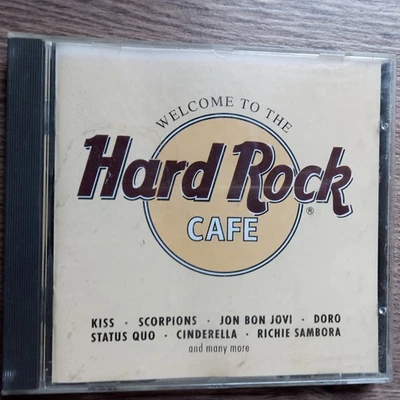 WELCOME TO THE
Hard Rock
®
CAFE
KISS · SCORPIONS · JON BON JOVI · DORO
STATUS QUO · CINDERELLA · RICHIE SAMBORA
and many more